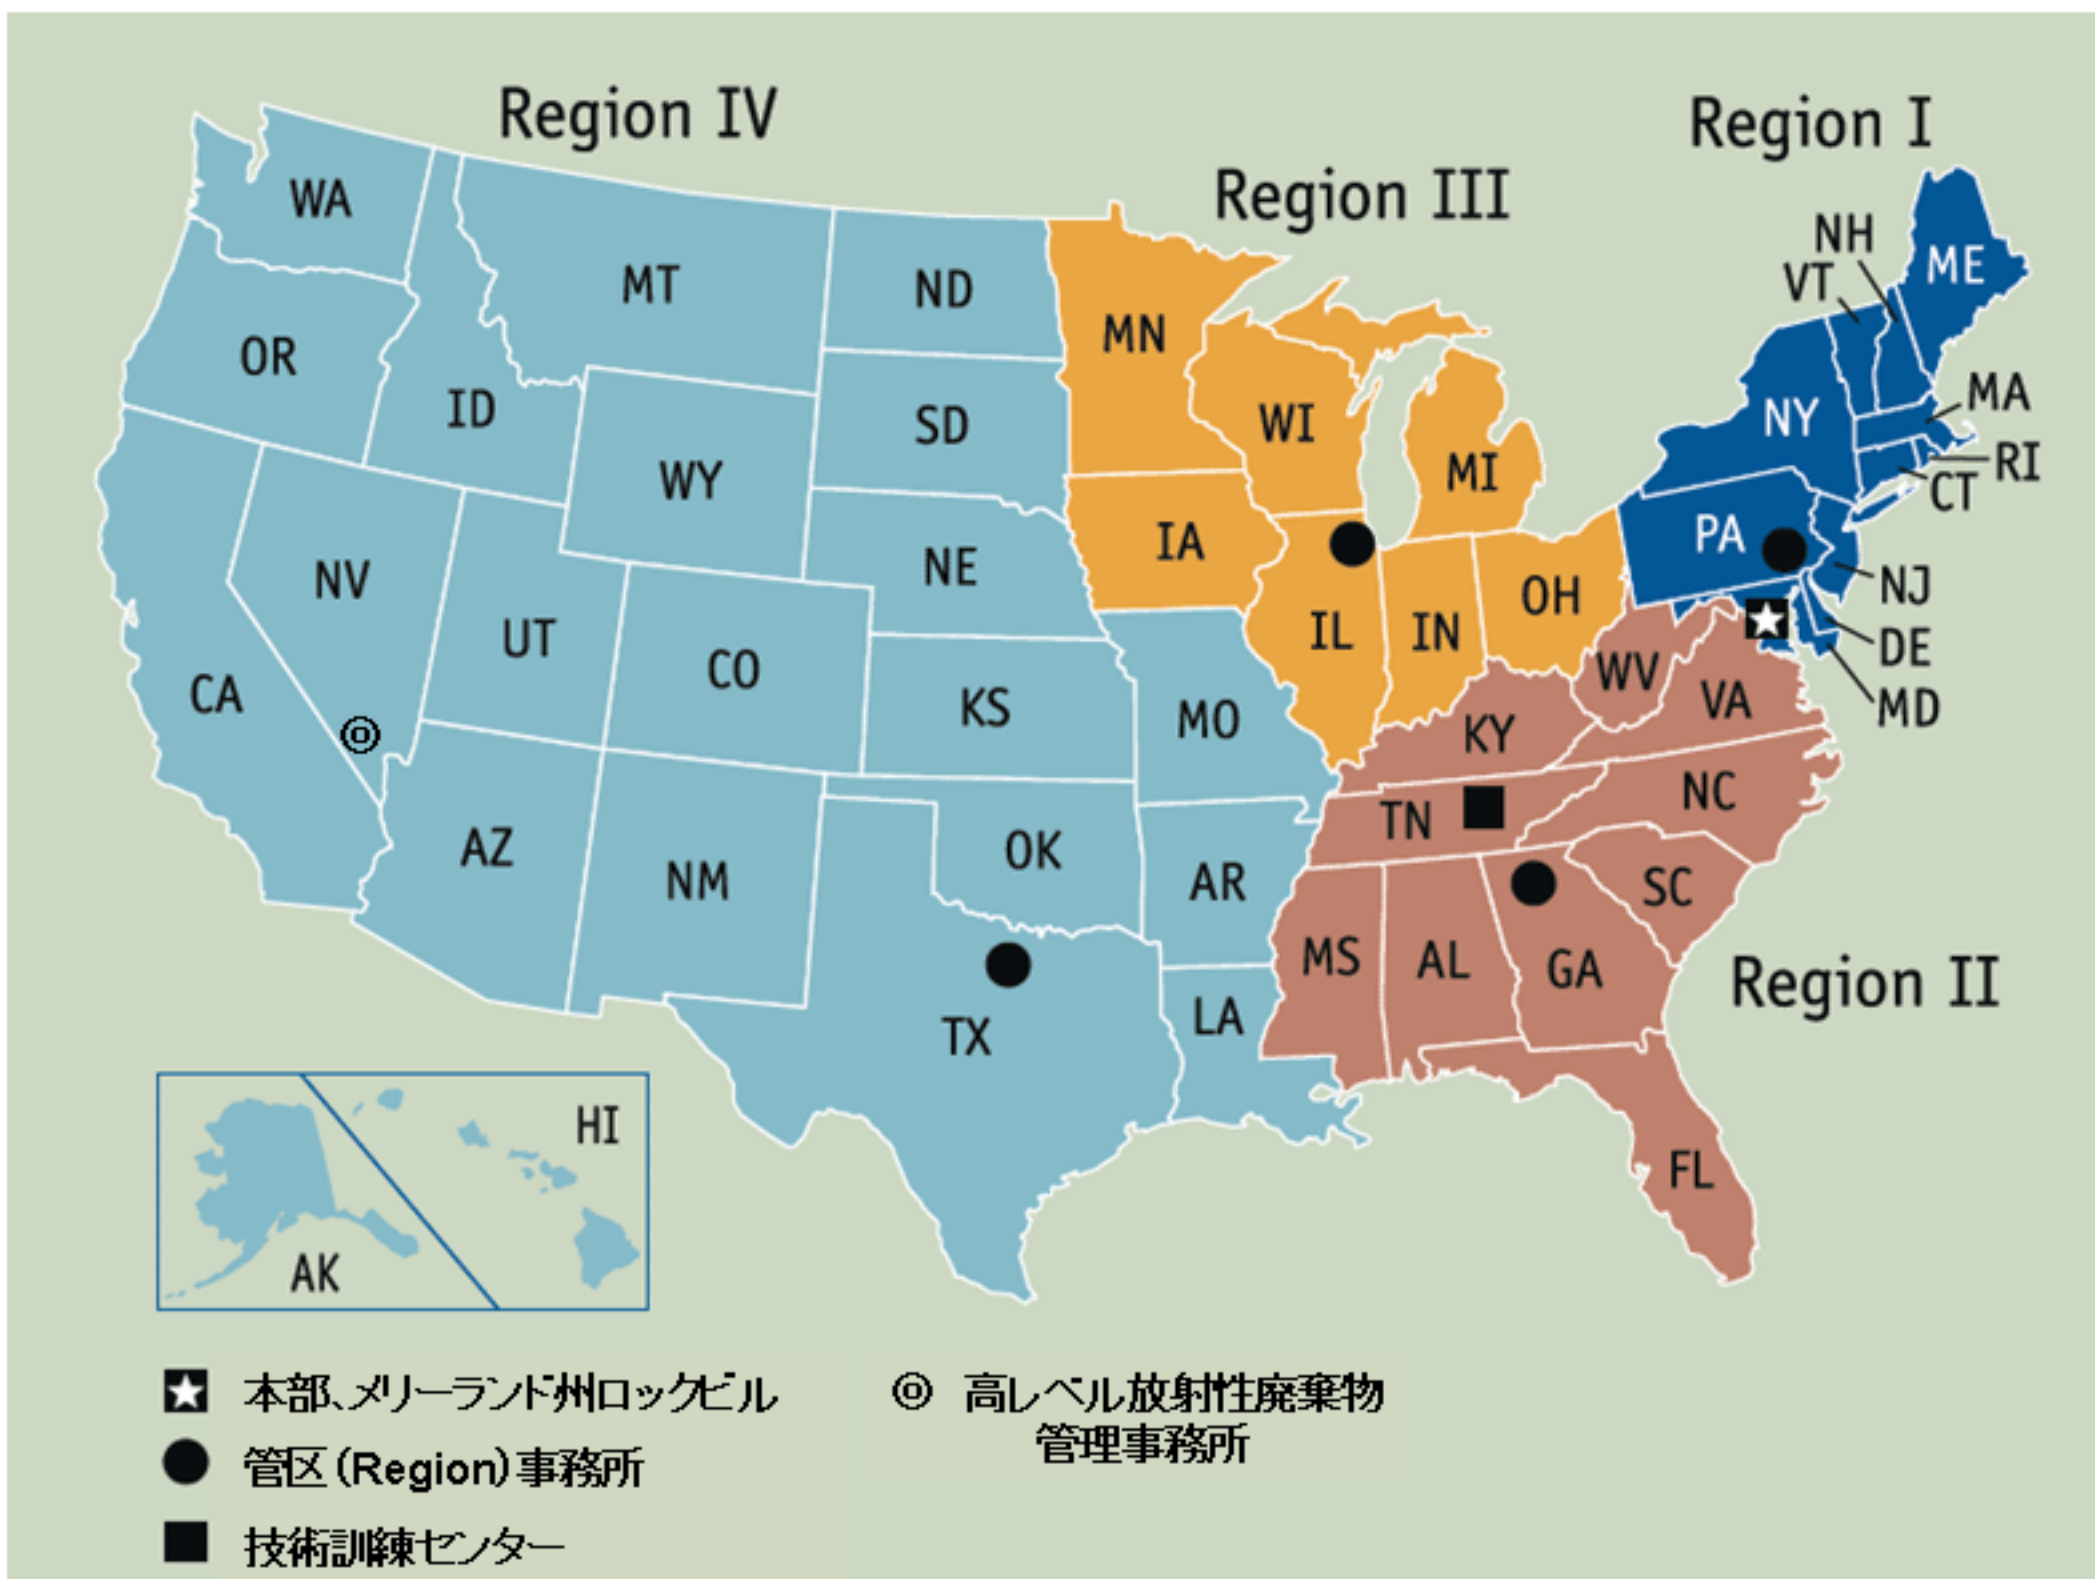 Region IV
Region I
Region III
NH
VT
ME
WA
MT
ND
MN
OR
ID
SD
WI
MI
NY
MA
RI
CT
WY
IA
NE
PA
NJ
NV
UT
CO
IL
IN
OH
DE
MD
CA
KS
MO
WV
VA
KY
NC
TN
AZ
NM
OK
AR
SC
MS
AL
GA
Region II
TX
LA
HI
FL
AK
本部、メリーランド州ロックビル
高レベル放射性廃棄物
管理事務所
管区(Region)事務所
技術訓練センター